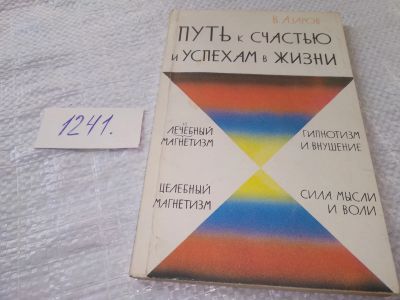 В. Азаров
ПУТЬ К СЧАСТЬЮ
И УСПЕХАМ В ЖИЗНИ
1241.
ЛЕЧЕБНЫЙ
МАГНЕТИЗМ
ГИПНОТИЗМ
И ВНУШЕНИЕ
ЦЕЛЕБНЫЙ
МАГНЕТИЗМ
СИЛА МЫСЛИ
И ВОЛИ